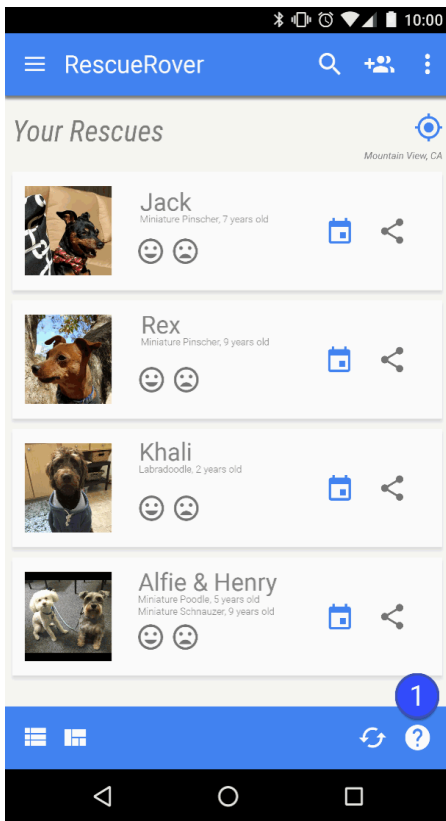 10:00
RescueRover
Your Rescues
Mountain View, CA
Jack
Miniature Pinscher, 7 years old
Rex
Miniature Pinscher, 9 years old
Khali
Labradoodle, 2 years old
Alfie & Henry
Miniature Poodle, 5 years old
Miniature Schnauzer, 9 years old
1